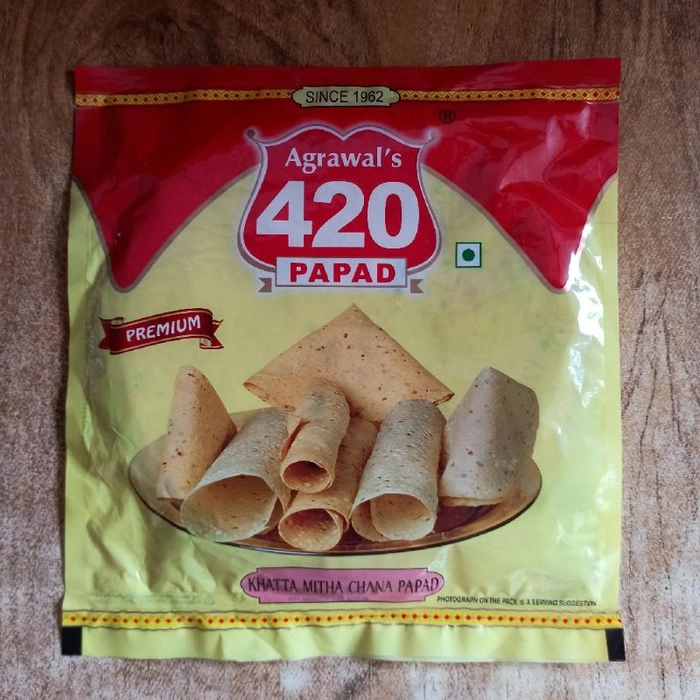 SINCE 1962
®
Agrawal's
420
PAPAD
PREMIUM
KHATTA MITHA CHANA PAPAD
PHOTOGRAPH ON THE PACK IS A SERVING SUGGESTION